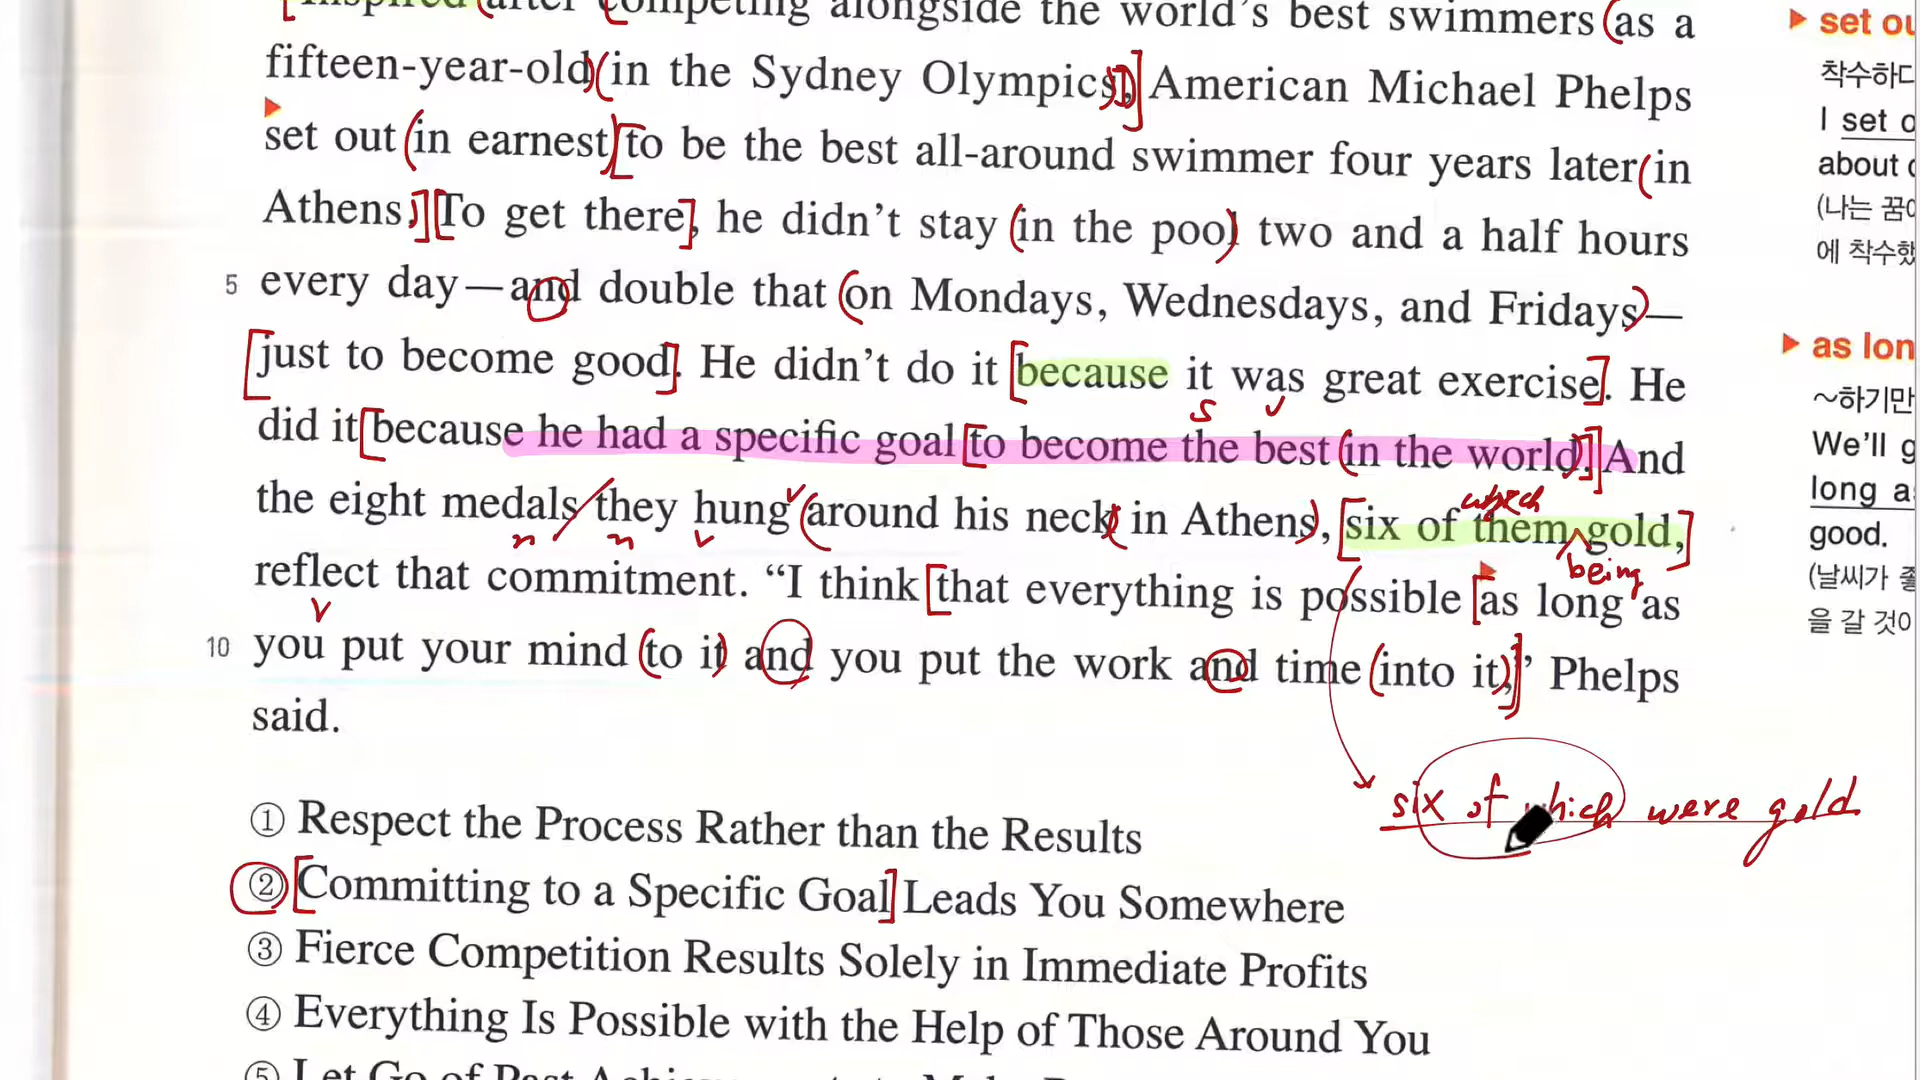 Inspired after competing alongside the world's best swimmers as a
fifteen-year-old in the Sydney Olympics, American Michael Phelps
set out in earnest to be the best all-around swimmer four years later in
Athens. To get there, he didn't stay in the pool two and a half hours
5 every day—and double that on Mondays, Wednesdays, and Fridays—
just to become good. He didn't do it because it was great exercise. He
s v
did it because he had a specific goal to become the best in the world. And
which
the eight medals they hung around his neck in Athens, six of them gold,
n n v
being
reflect that commitment. "I think that everything is possible as long as
v
10 you put your mind to it and you put the work and time into it," Phelps
said.
six of which were gold
① Respect the Process Rather than the Results
② Committing to a Specific Goal Leads You Somewhere
③ Fierce Competition Results Solely in Immediate Profits
④ Everything Is Possible with the Help of Those Around You
⑤ Let Go of Past
▶ set ou
착수하다
I set o
about
(나는 꿈
에 착수했
▶ as lon
~하기만
We'll g
long a
good.
(날씨가 좋
을 갈 것이